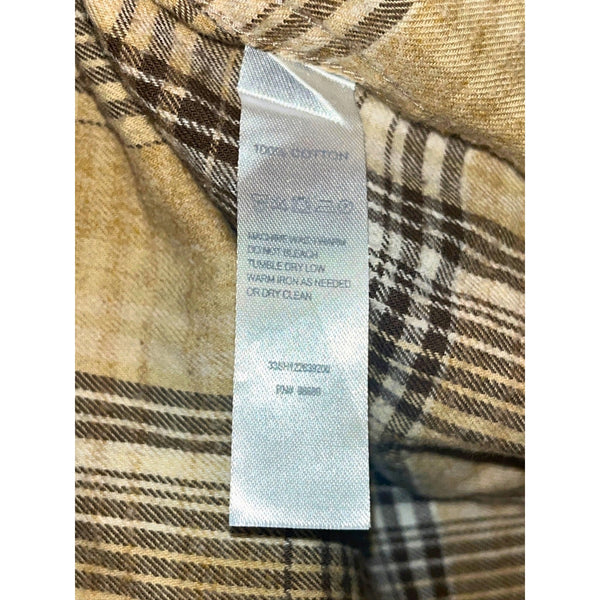 100% COTTON
MACHINE WASH WARM
DO NOT BLEACH
TUMBLE DRY LOW
WARM IRON AS NEEDED
OR DRY CLEAN
RN#